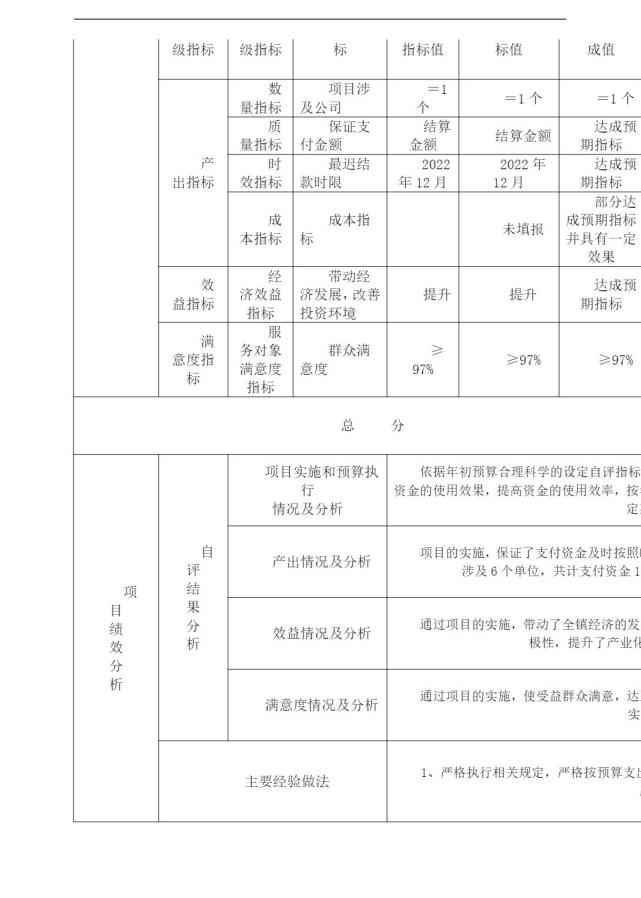 级指标 级指标 标 指标值 标值 成值
产出指标
数量指标 项目涉及公司 ＝1个 ＝1个 ＝1个
质量指标 保证支付金额 结算金额 结算金额 达成预期指标
时效指标 最迟结款时限 2022年12月 2022年12月 达成预期指标
成本指标 成本指标 未填报 部分达成预期指标并具有一定效果
效益指标 经济效益指标 带动经济发展,改善投资环境 提升 提升 达成预期指标
满意度指标 服务对象满意度指标 群众满意度 ≥97% ≥97% ≥97%
总 分
项目绩效分析
自评结果分析
项目实施和预算执行
情况及分析
依据年初预算合理科学的设定自评指标
资金的使用效果，提高资金的使用效率，按
定
产出情况及分析
项目的实施，保证了支付资金及时按照
涉及6个单位，共计支付资金1
效益情况及分析
通过项目的实施，带动了全镇经济的发
极性，提升了产业化
满意度情况及分析
通过项目的实施，使受益群众满意，达
实
主要经验做法
1、严格执行相关规定，严格按预算支出